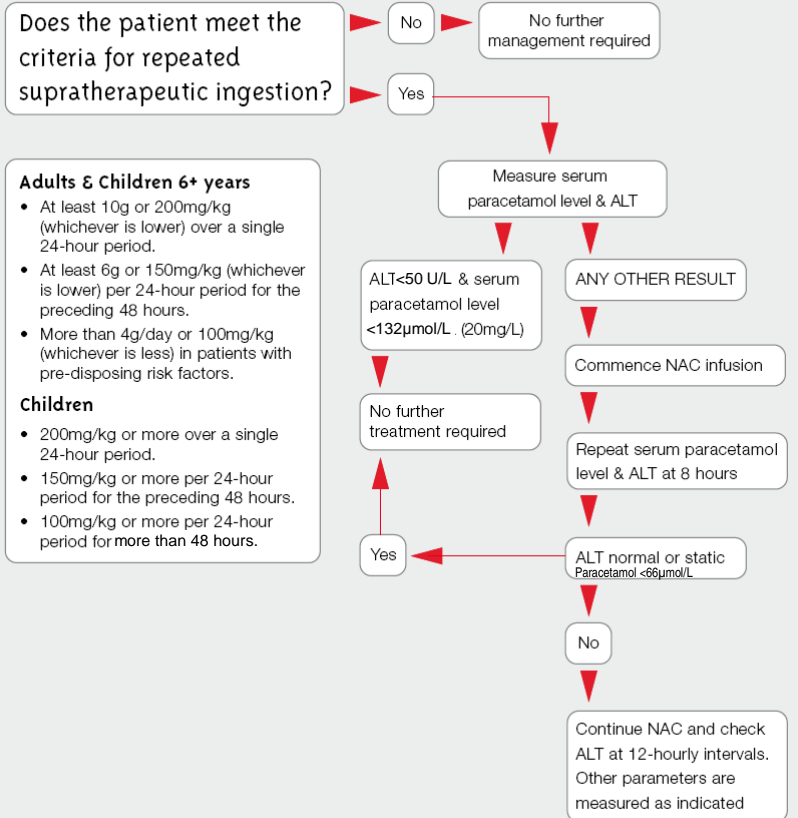 Does the patient meet the
criteria for repeated
supratherapeutic ingestion?
No
No further
management required
Yes
Measure serum
paracetamol level & ALT
Adults & Children 6+ years
• At least 10g or 200mg/kg
(whichever is lower) over a single
24-hour period.
• At least 6g or 150mg/kg (whichever
is lower) per 24-hour period for the
preceding 48 hours.
• More than 4g/day or 100mg/kg
(whichever is less) in patients with
pre-disposing risk factors.
Children
• 200mg/kg or more over a single
24-hour period.
• 150mg/kg or more per 24-hour
period for the preceding 48 hours.
• 100mg/kg or more per 24-hour
period for more than 48 hours.
ALT<50 U/L & serum
paracetamol level
<132µmol/L . (20mg/L)
No further
treatment required
Yes
ANY OTHER RESULT
Commence NAC infusion
Repeat serum paracetamol
level & ALT at 8 hours
ALT normal or static
Paracetamol <66µmol/L
No
Continue NAC and check
ALT at 12-hourly intervals.
Other parameters are
measured as indicated